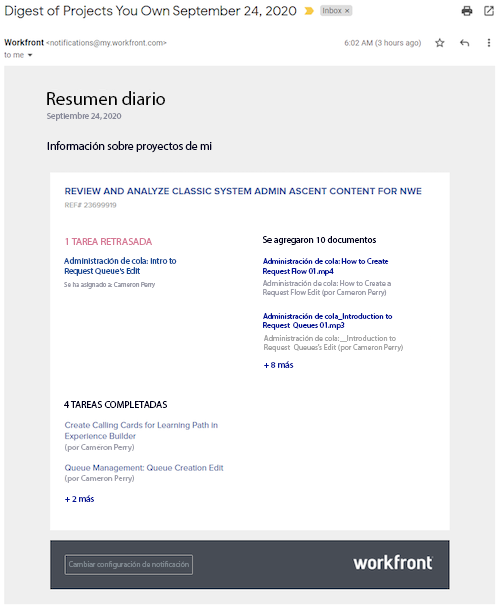 Digest of Projects You Own September 24, 2020 Inbox ×
Workfront <notifications@my.workfront.com> 6:02 AM (3 hours ago)
to me
Resumen diario
Septiembre 24, 2020
Información sobre proyectos de mi
REVIEW AND ANALYZE CLASSIC SYSTEM ADMIN ASCENT CONTENT FOR NWE
REF# 23699919
1 TAREA RETRASADA
Administración de cola: Intro to
Request Queue's Edit
Se ha asignado a: Cameron Perry
Se agregaron 10 documentos
Administración de cola: How to Create
Request Flow 01.mp4
Administración de cola: How to Create a
Request Flow Edit (por Cameron Perry)
Administración de cola_Introduction to
Request Queues 01.mp3
Administración de cola:__Introduction to
Request Queues's Edit (por Cameron Perry)
+ 8 más
4 TAREAS COMPLETADAS
Create Calling Cards for Learning Path in
Experience Builder
(por Cameron Perry)
Queue Management: Queue Creation Edit
(por Cameron Perry)
+ 2 más
Cambiar configuración de notificación
workfront